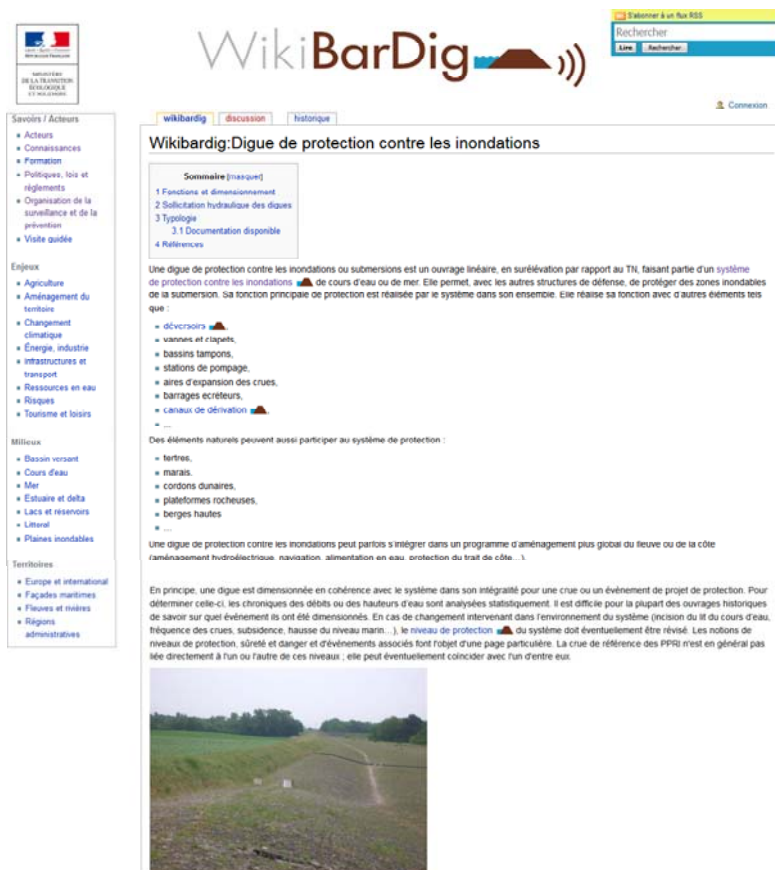 S'abonner à un flux RSS
WikiBarDig
Rechercher
Lire Rechercher
MINISTÈRE
DE LA TRANSITION
ÉCOLOGIQUE
ET SOLIDAIRE
Connexion
Savoirs / Acteurs
Acteurs
Connaissances
Formation
Politiques, lois et
règlements
Organisation de la
surveillance et de la
prévention
Visite guidée
Enjeux
Agriculture
Aménagement du
territoire
Changement
climatique
Énergie, industrie
Infrastructures et
transport
Ressources en eau
Risques
Tourisme et loisirs
Milieux
Bassin versant
Cours d'eau
Mer
Estuaire et delta
Lacs et réservoirs
Littoral
Plaines inondables
Territoires
Europe et international
Façades maritimes
Fleuves et rivières
Régions
administratives
wikibardig discussion historique
Wikibardig:Digue de protection contre les inondations
Sommaire [masquer]
1 Fonctions et dimensionnement
2 Sollicitation hydraulique des digues
3 Typologie
3.1 Documentation disponible
4 Références
Une digue de protection contre les inondations ou submersions est un ouvrage linéaire, en surélévation par rapport au TN, faisant partie d'un système
de protection contre les inondations de cours d'eau ou de mer. Elle permet, avec les autres structures de défense, de protéger des zones inondables
de la submersion. Sa fonction principale de protection est réalisée par le système dans son ensemble. Elle réalise sa fonction avec d'autres éléments tels
que :
déversoirs ,
vannes et clapets,
bassins tampons,
stations de pompage,
aires d'expansion des crues,
barrages écrêteurs,
canaux de dérivation ,
...
Des éléments naturels peuvent aussi participer au système de protection :
tertres,
marais,
cordons dunaires,
plateformes rocheuses,
berges hautes
...
Une digue de protection contre les inondations peut parfois s'intégrer dans un programme d'aménagement plus global du fleuve ou de la côte
(aménagement hydroélectrique, navigation, alimentation en eau, protection du trait de côte...).
En principe, une digue est dimensionnée en cohérence avec le système dans son intégralité pour une crue ou un événement de projet de protection. Pour
déterminer celle-ci, les chroniques des débits ou des hauteurs d'eau sont analysées statistiquement. Il est difficile pour la plupart des ouvrages historiques
de savoir sur quel événement ils ont été dimensionnés. En cas de changement intervenant dans l'environnement du système (incision du lit du cours d'eau,
fréquence des crues, subsidence, hausse du niveau marin...), le niveau de protection du système doit éventuellement être révisé. Les notions de
niveaux de protection, sûreté et danger et d'événements associés font l'objet d'une page particulière. La crue de référence des PPRI n'est en général pas
liée directement à l'un ou l'autre de ces niveaux ; elle peut éventuellement coïncider avec l'un d'entre eux.